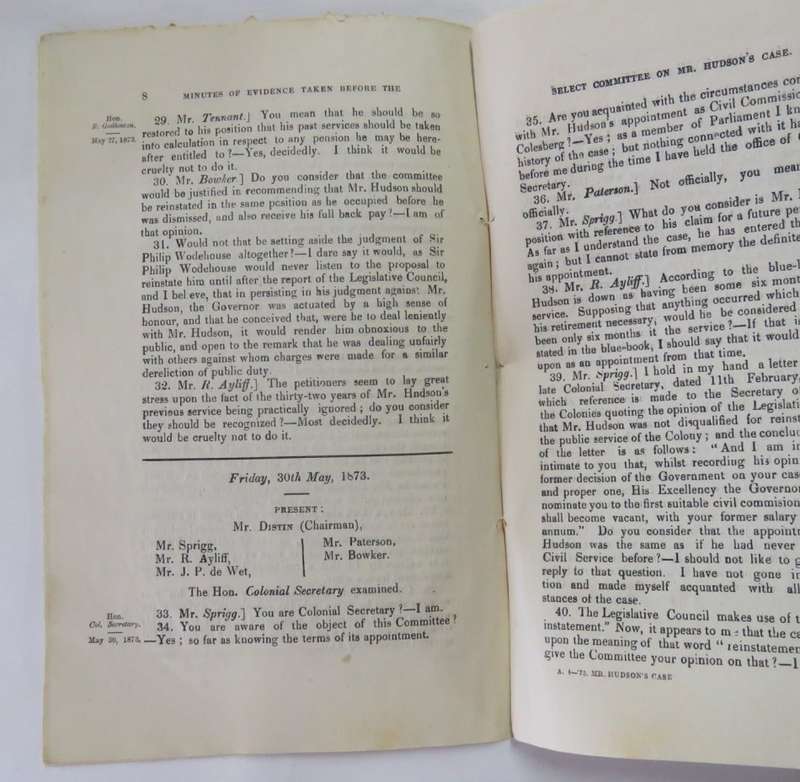 8 MINUTES OF EVIDENCE TAKEN BEFORE THE
Hon.
R. Godlonton.
May 27, 1873.
29. Mr. Tennant.] You mean that he should be so
restored to his position that his past services should be taken
into calculation in respect to any pension he may be here-
after entitled to?—Yes, decidedly. I think it would be
cruelty not to do it.
30. Mr. Bowker.] Do you consider that the committee
would be justified in recommending that Mr. Hudson should
be reinstated in the same position as he occupied before he
was dismissed, and also receive his full back pay?—I am of
that opinion.
31. Would not that be setting aside the judgment of Sir
Philip Wodehouse altogether?—I dare say it would, as Sir
Philip Wodehouse would never listen to the proposal to
reinstate him until after the report of the Legislative Council,
and I bel eve, that in persisting in his judgment against Mr.
Hudson, the Governor was actuated by a high sense of
honour, and that he conceived that, were he to deal leniently
with Mr. Hudson, it would render him obnoxious to the
public, and open to the remark that he was dealing unfairly
with others against whom charges were made for a similar
dereliction of public duty.
32. Mr. R. Ayliff.] The petitioners seem to lay great
stress upon the fact of the thirty-two years of Mr. Hndson's
previous service being practically ignored; do you consider
they should be recognized?—Most decidedly. I think it
would be cruelty not to do it.
Friday, 30th May, 1873.
PRESENT:
Mr. DISTIN (Chairman),
Mr. Sprigg,
Mr. R. Ayliff,
Mr. J. P. de Wet,
Mr. Paterson,
Mr. Bowker.
The Hon. Colonial Secretary examined.
Hon.
Col. Secretary.
May 30, 1873.
33. Mr. Sprigg.] You are Colonial Secretary?—I am.
34. You are aware of the object of this Committee?
—Yes; so far as knowing the terms of its appointment.
SELECT COMMITTEE ON MR. HUDSON'S CASE.
35. Are you acquainted with the circumstances con
with Mr. Hudson's appointment as Civil Commissio
Colesberg?—Yes; as a member of Parliament I kn
history of the case; but nothing connected with it ha
before me during the time I have held the office of
Secretary.
36. Mr. Paterson.] Not officially, you mean
officially.
37. Mr. Sprigg.] What do you consider is Mr.
position with reference to his claim for a future pe
As far as I understand the case, he has entered th
again; but I cannot state from memory the definite
his appointment.
38. Mr. R. Ayliff.] According to the blue-b
Hudson is down as having been some six mont
service. Supposing that anything occurred which
his retirement necessary, would he be considered
been only six months it the service?—If that is
stated in the blue-book, I should say that it would
upon as an appointment from that time.
39. Mr. Sprigg.] I hold in my hand a letter
late Colonial Secretary, dated 11th February,
which reference is made to the Secretary o
the Colonies quoting the opinion of the Legislati
that Mr. Hudson was not disqualified for reinst
the public service of the Colony; and the conclud
of the letter is as follows: "And I am in
intimate to you that, whilst recording his opin
former decision of the Government on your case
and proper one, His Excellency the Governor
nominate you to the first suitable civil commision
shall become vacant, with your former salary
annum." Do you consider that the appointm
Hudson was the same as if he had never
Civil Service before?—I should not like to g
reply to that question. I have not gone in
tion and made myself acquanted with all
stances of the case.
40. The Legislative Council makes use of t
instatement." Now, it appears to m : that the ce
upon the meaning of that word "reinstatemen
give the Committee your opinion on that?—I
A. 4—'73. MR. HUDSON'S CASE